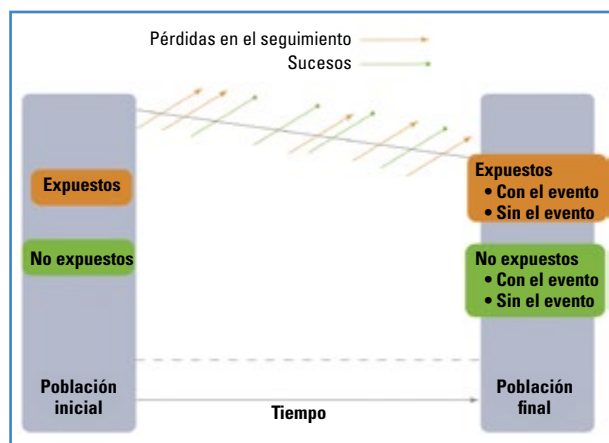 Pérdidas en el seguimiento
Sucesos
Expuestos
No expuestos
Expuestos
• Con el evento
• Sin el evento
No expuestos
• Con el evento
• Sin el evento
Población
inicial
Tiempo
Población
final